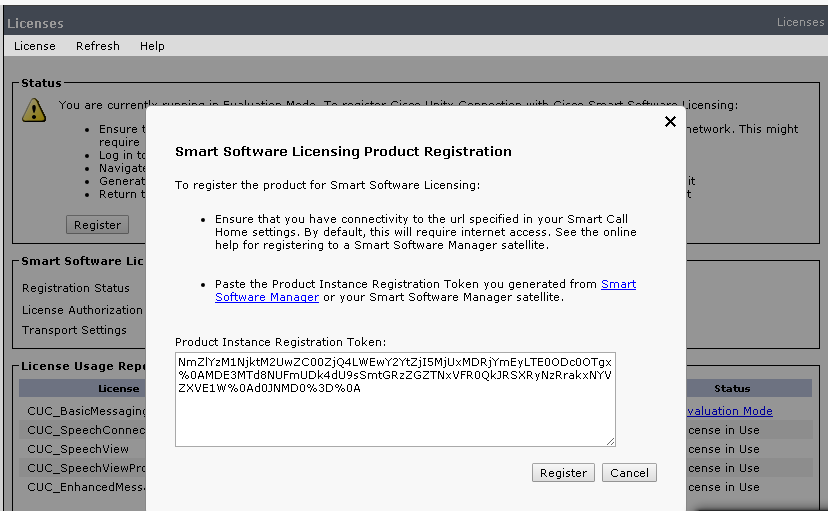 Licenses
Licenses
License Refresh Help
Status
You are currently running in Evaluation Mode. To register Cisco Unity Connection with Cisco Smart Software Licensing:
Ensure t
network. This might
require
Log in to
Navigate
Generat
it
Return t
t
Register
Smart Software Lic
Registration Status
License Authorization
Transport Settings
License Usage Repo
License
Status
CUC_BasicMessaging
valuation Mode
CUC_SpeechConnec
cense in Use
CUC_SpeechView
cense in Use
CUC_SpeechViewPro
cense in Use
CUC_EnhancedMess
cense in Use
Smart Software Licensing Product Registration
To register the product for Smart Software Licensing:
Ensure that you have connectivity to the url specified in your Smart Call
Home settings. By default, this will require internet access. See the online
help for registering to a Smart Software Manager satellite.
Paste the Product Instance Registration Token you generated from Smart
Software Manager or your Smart Software Manager satellite.
Product Instance Registration Token:
NmZlYzM1NjktM2UwZC00ZjQ4LWEwY2YtZjI5MjUxMDRjYmEyLTE0ODc0OTgx
%0AMDE3MTd8NUFmUDk4dU9sSmtGRzZGZTNxVFR0QkJRSXRyNzRrakxNYV
ZXVE1W%0Ad0JNMD0%3D%0A
Register Cancel